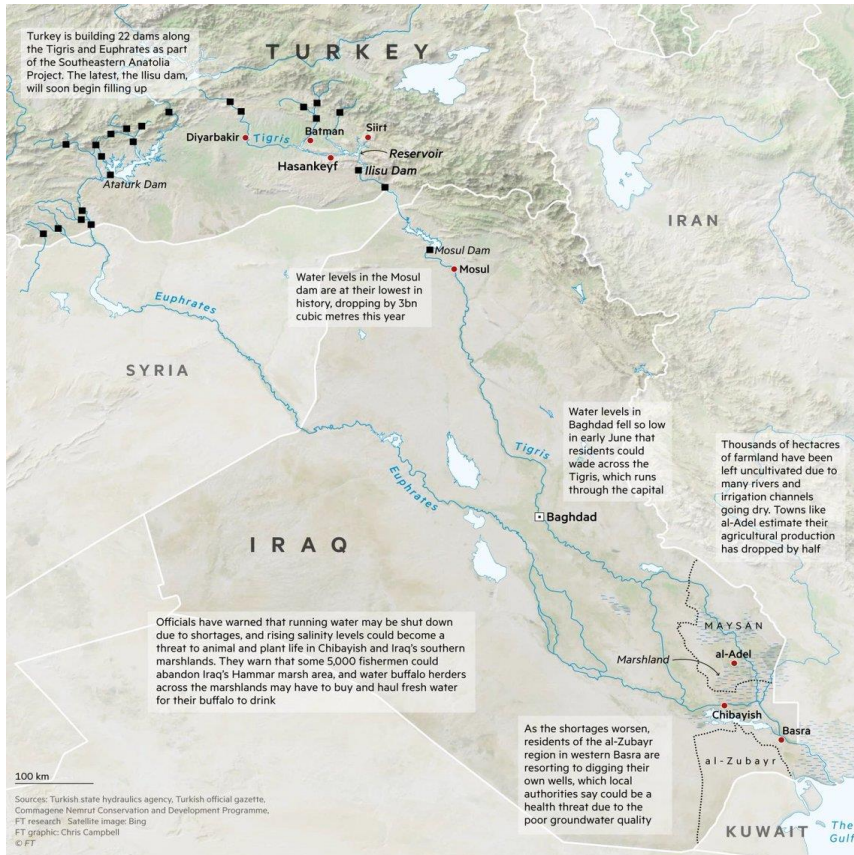 Turkey is building 22 dams along
the Tigris and Euphrates as part
of the Southeastern Anatolia
Project. The latest, the Ilisu dam,
will soon begin filling up
TURKEY
Diyarbakir
Tigris
Batman
Siirt
Reservoir
Hasankeyf
Ilisu Dam
Ataturk Dam
IRAN
Mosul Dam
Mosul
Water levels in the Mosul
dam are at their lowest in
history, dropping by 3bn
cubic metres this year
Euphrates
SYRIA
Water levels in
Baghdad fell so low
in early June that
residents could
wade across the
Tigris, which runs
through the capital
Tigris
Euphrates
Thousands of hectacres
of farmland have been
left uncultivated due to
many rivers and
irrigation channels
going dry. Towns like
al-Adel estimate their
agricultural production
has dropped by half
Baghdad
IRAQ
Officials have warned that running water may be shut down
due to shortages, and rising salinity levels could become a
threat to animal and plant life in Chibayish and Iraq's southern
marshlands. They warn that some 5,000 fishermen could
abandon Iraq's Hammar marsh area, and water buffalo herders
across the marshlands may have to buy and haul fresh water
for their buffalo to drink
MAYSAN
al-Adel
Marshland
Chibayish
Basra
al-Zubayr
As the shortages worsen,
residents of the al-Zubayr
region in western Basra are
resorting to digging their
own wells, which local
authorities say could be a
health threat due to the
poor groundwater quality
KUWAIT
The
Gulf
100 km
Sources: Turkish state hydraulics agency, Turkish official gazette,
Commagene Nemrut Conservation and Development Programme,
FT research Satellite image: Bing
FT graphic: Chris Campbell
© FT